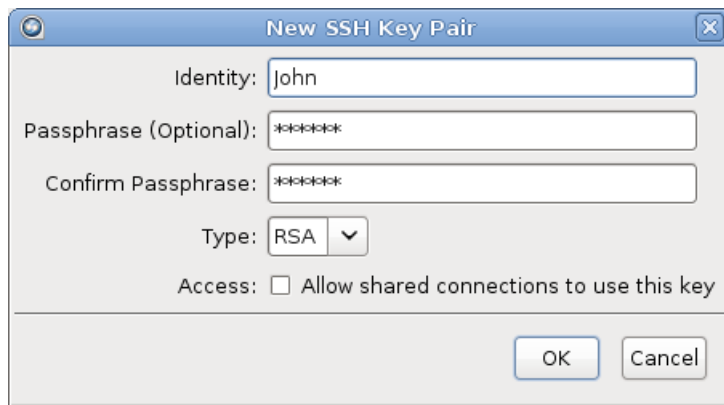 New SSH Key Pair
Identity: John
Passphrase (Optional): ******
Confirm Passphrase: ******
Type: RSA
Access: Allow shared connections to use this key
OK Cancel